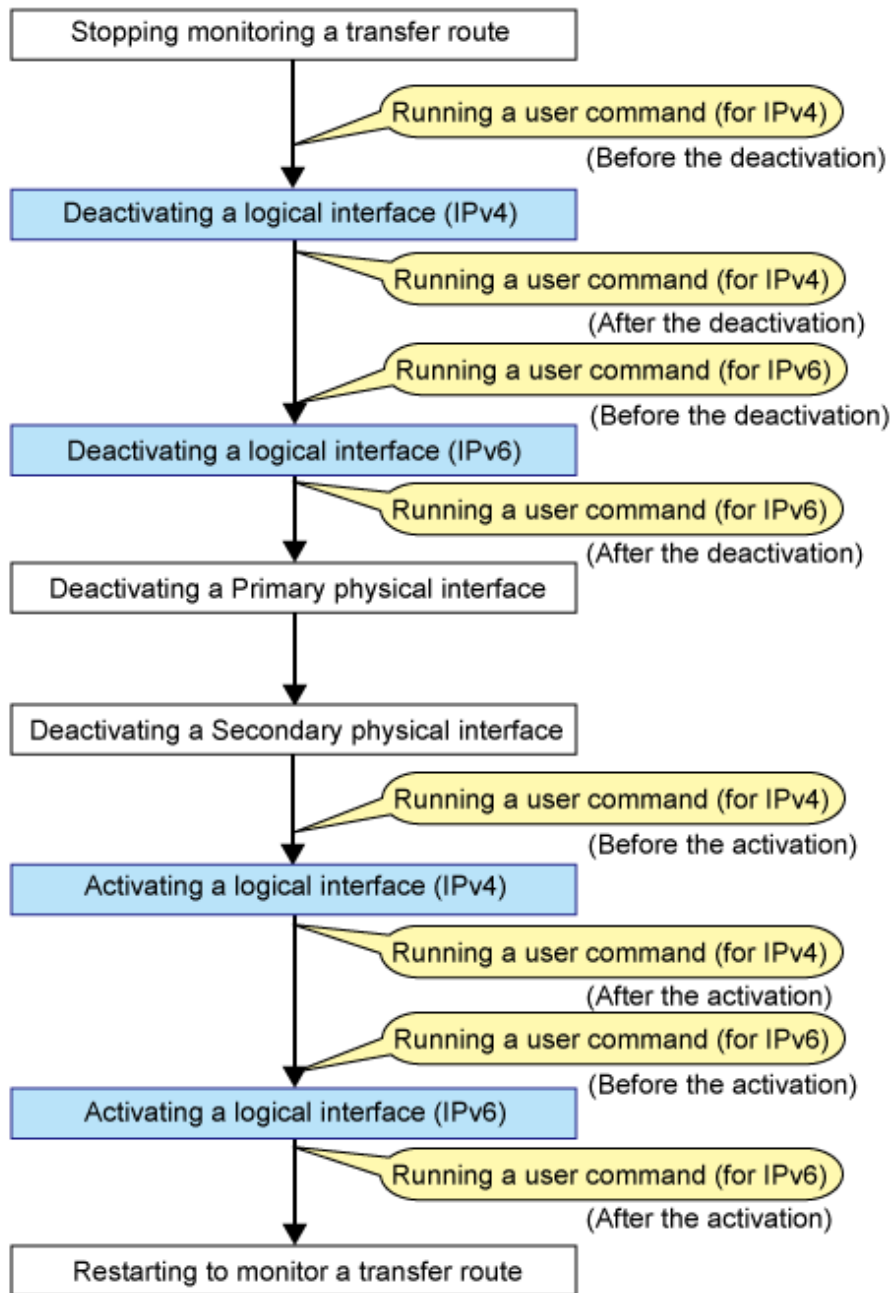 Stopping monitoring a transfer route
Running a user command (for IPv4)
(Before the deactivation)
Deactivating a logical interface (IPv4)
Running a user command (for IPv4)
(After the deactivation)
Running a user command (for IPv6)
(Before the deactivation)
Deactivating a logical interface (IPv6)
Running a user command (for IPv6)
(After the deactivation)
Deactivating a Primary physical interface
Deactivating a Secondary physical interface
Running a user command (for IPv4)
(Before the activation)
Activating a logical interface (IPv4)
Running a user command (for IPv4)
(After the activation)
Running a user command (for IPv6)
(Before the activation)
Activating a logical interface (IPv6)
Running a user command (for IPv6)
(After the activation)
Restarting to monitor a transfer route